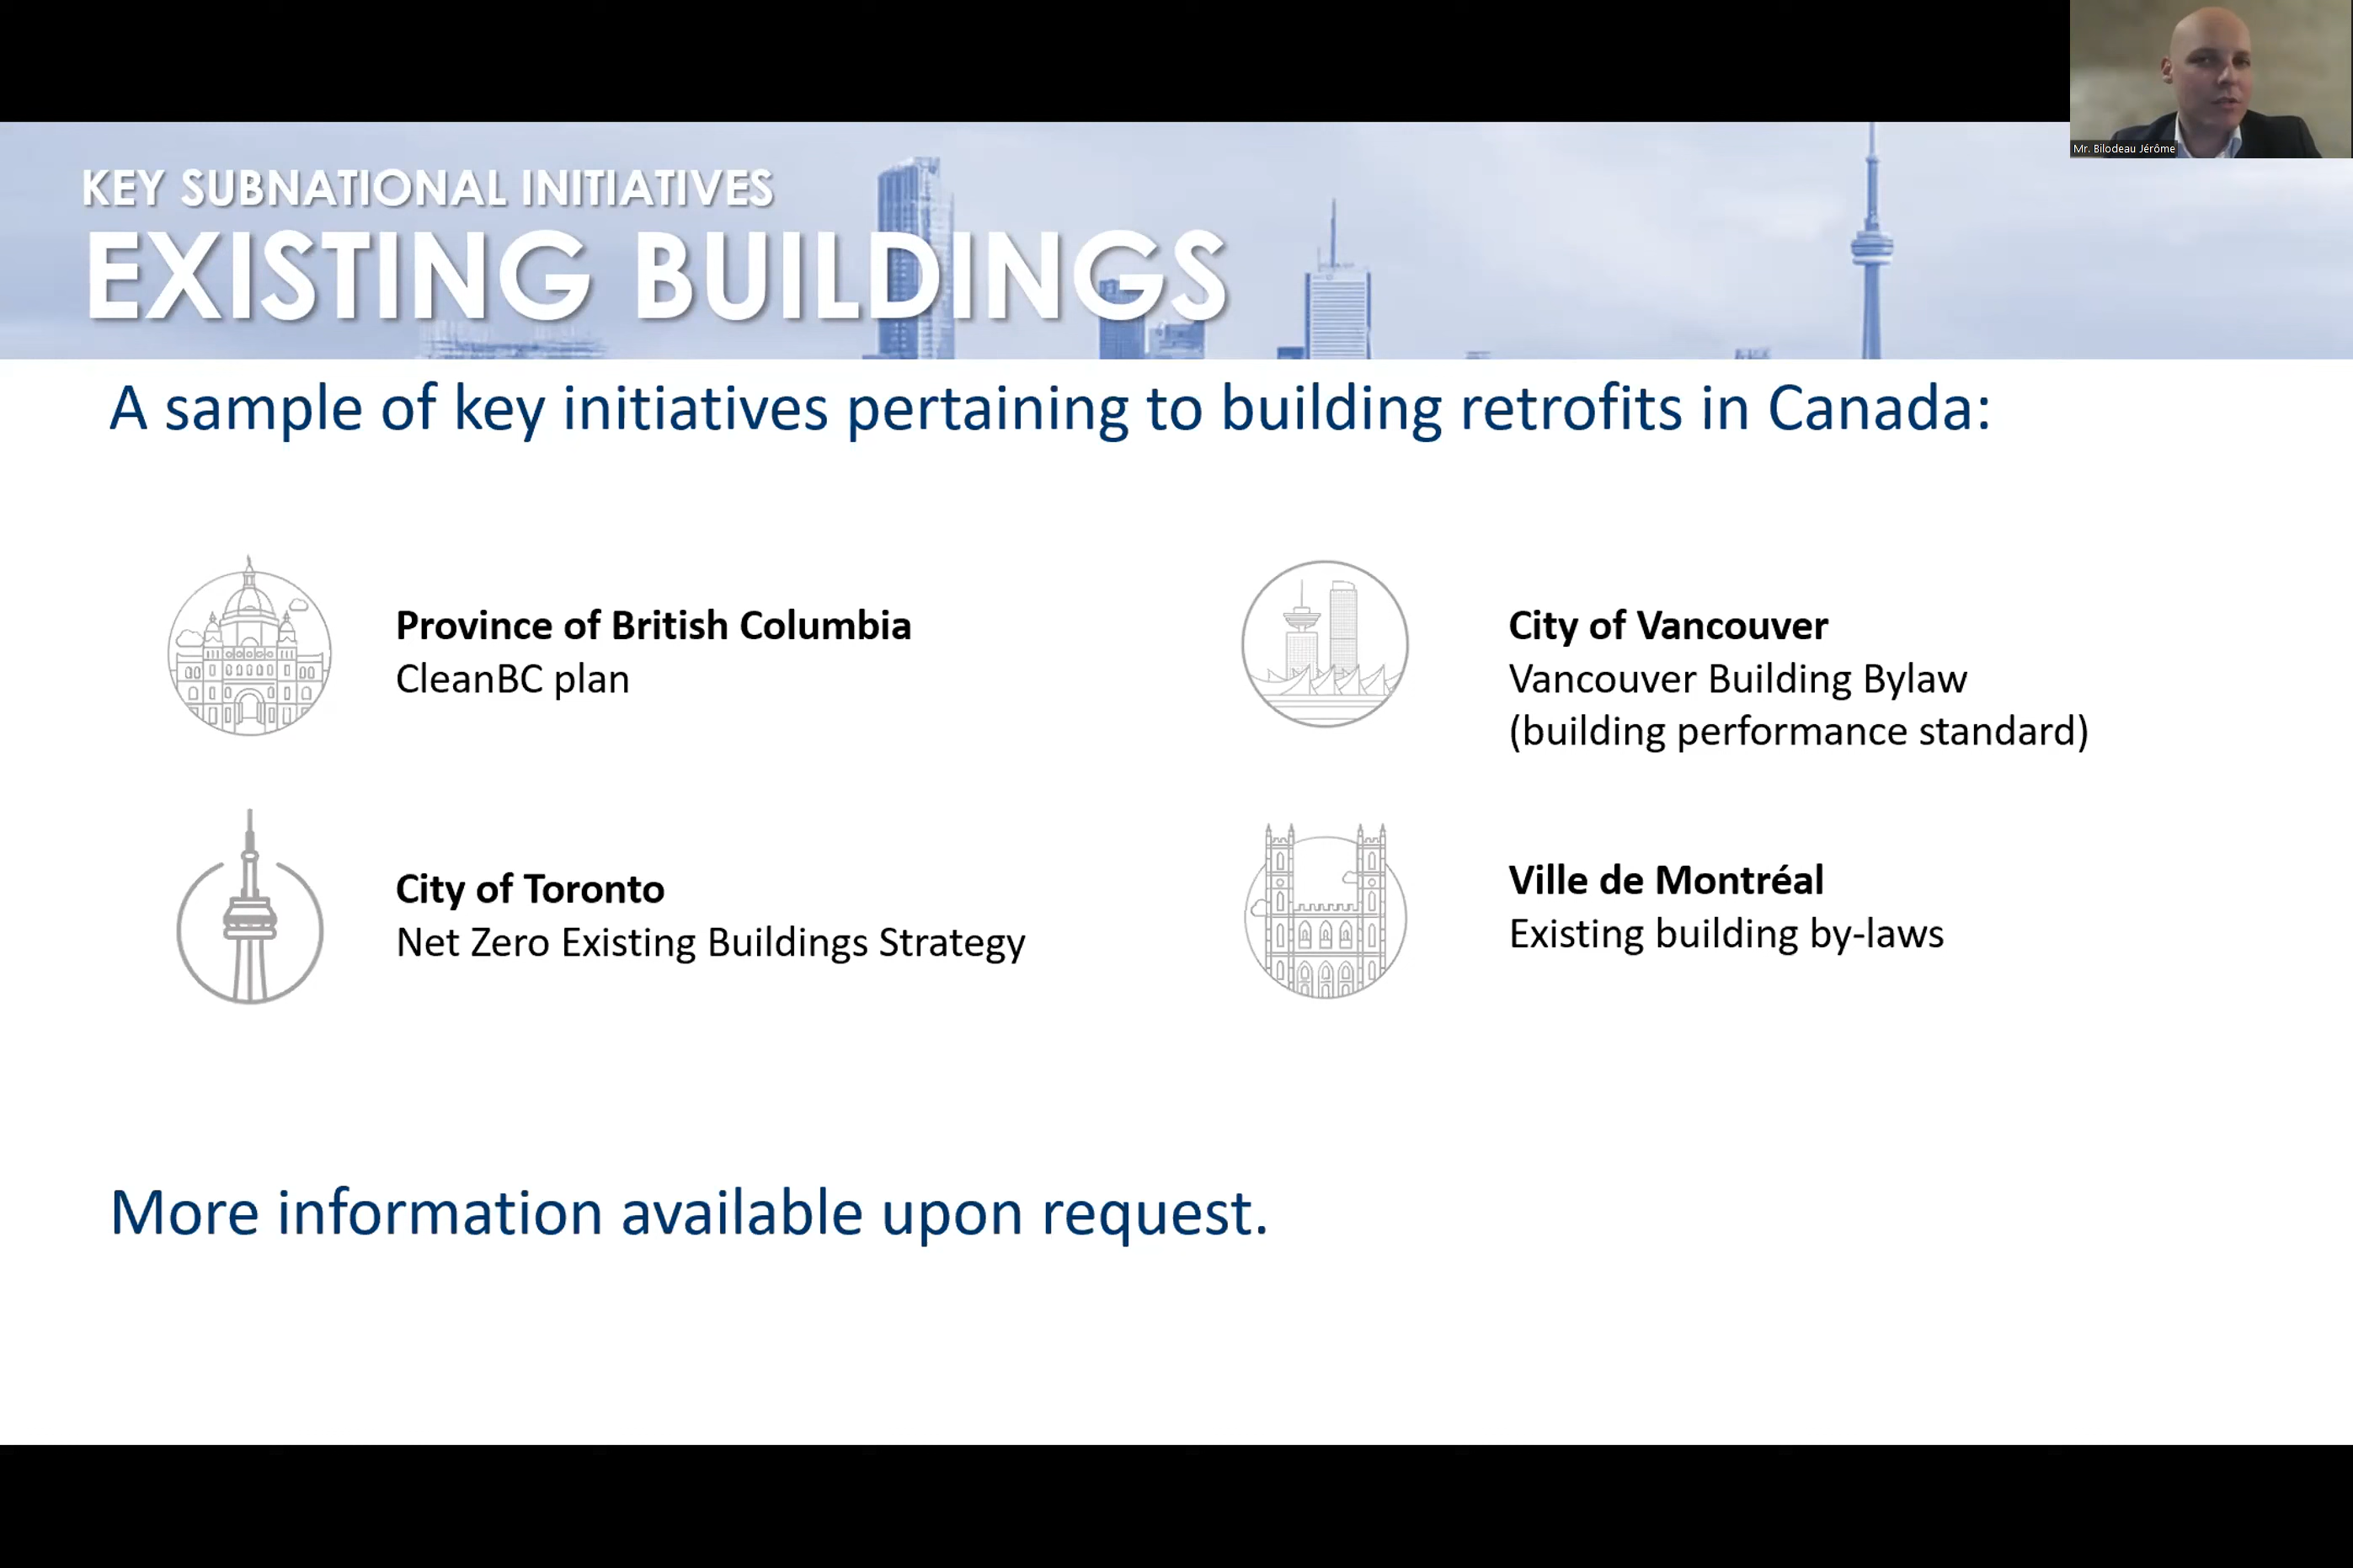 Mr. Bilodeau Jérôme
KEY SUBNATIONAL INITIATIVES
EXISTING BUILDINGS
A sample of key initiatives pertaining to building retrofits in Canada:
Province of British Columbia
CleanBC plan
City of Vancouver
Vancouver Building Bylaw
(building performance standard)
City of Toronto
Net Zero Existing Buildings Strategy
Ville de Montréal
Existing building by-laws
More information available upon request.